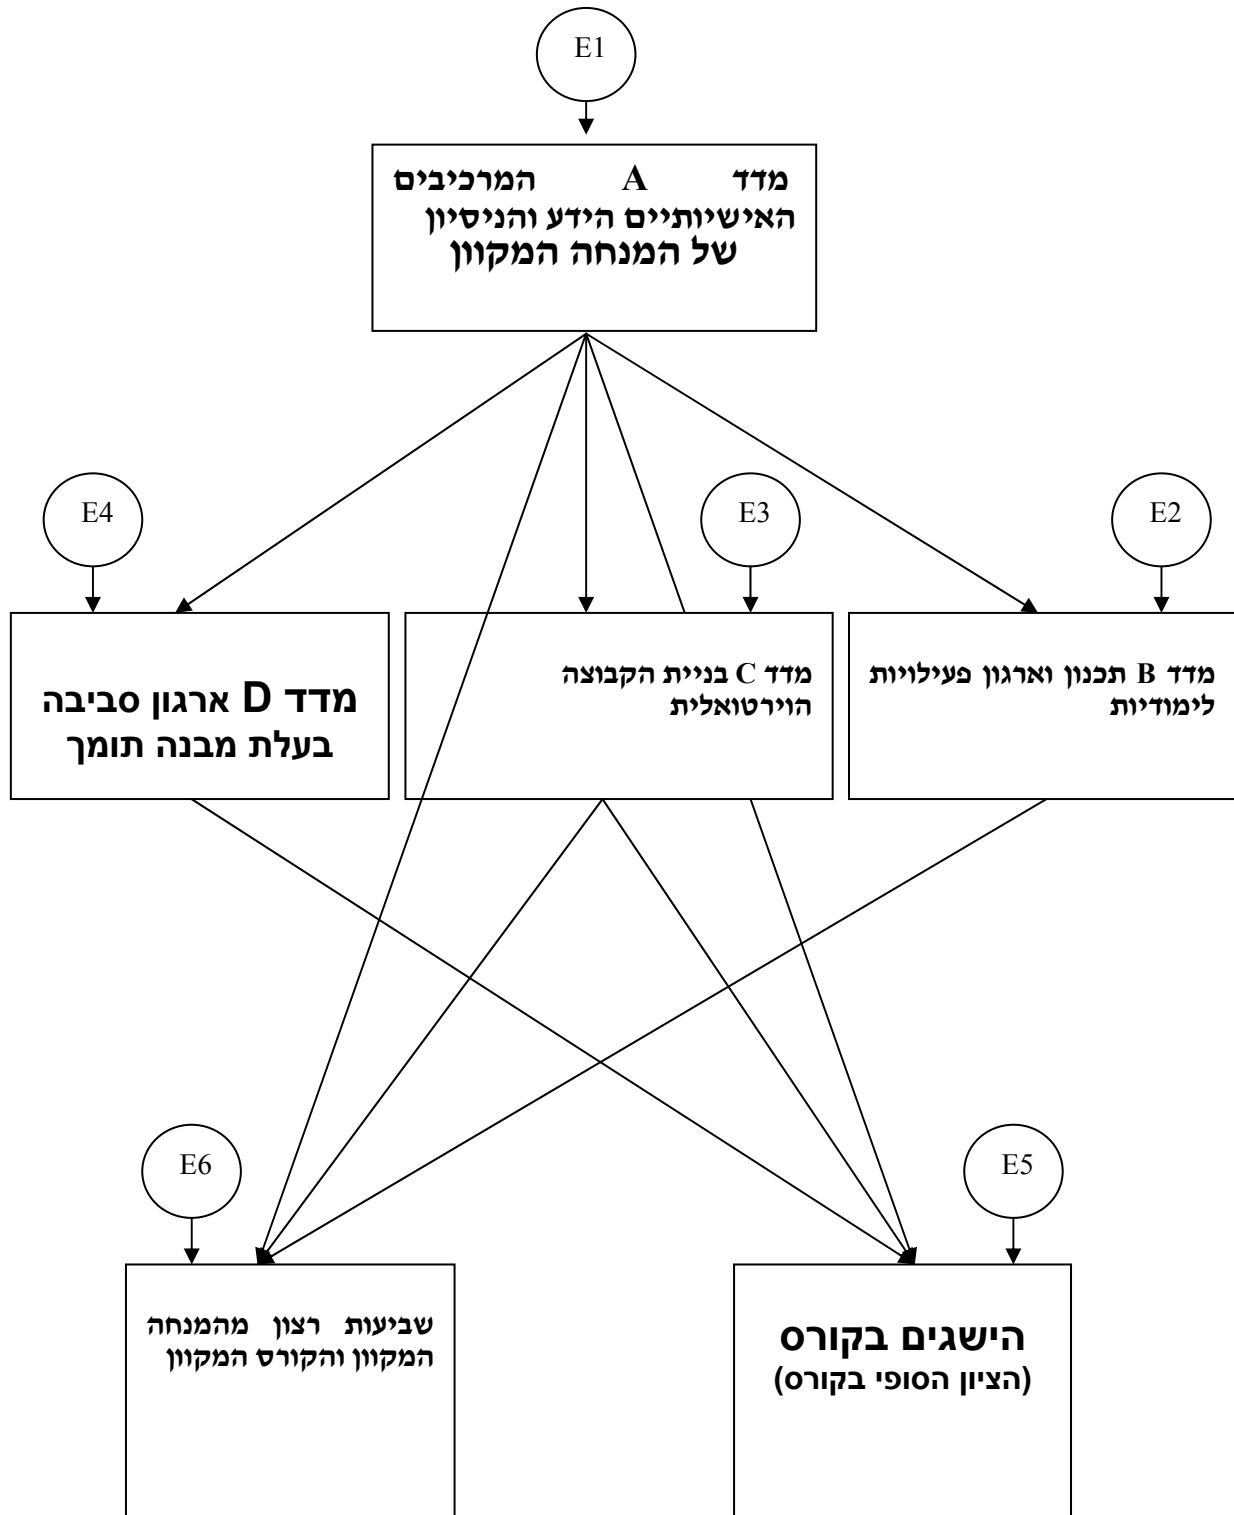 E1
מדד A המרכיבים
האישיותיים הידע והניסיון
של המנחה המקוון
E2
E3
E4
מדד B תכנון וארגון פעילויות
לימודיות
מדד C בניית הקבוצה
הוירטואלית
מדד D ארגון סביבה
בעלת מבנה תומך
E5
E6
הישגים בקורס
(הציון הסופי בקורס)
שביעות רצון מהמנחה
המקוון והקורס המקוון